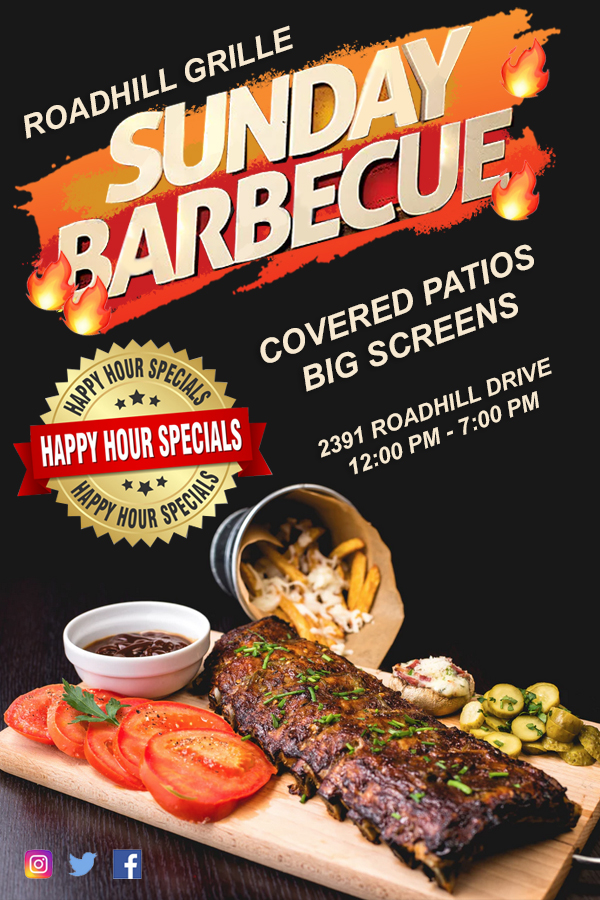 ROADHILL GRILLE
SUNDAY
BARBECUE
COVERED PATIOS
BIG SCREENS
2391 ROADHILL DRIVE
12:00 PM - 7:00 PM
HAPPY HOUR SPECIALS
HAPPY HOUR SPECIALS
HAPPY HOUR SPECIALS